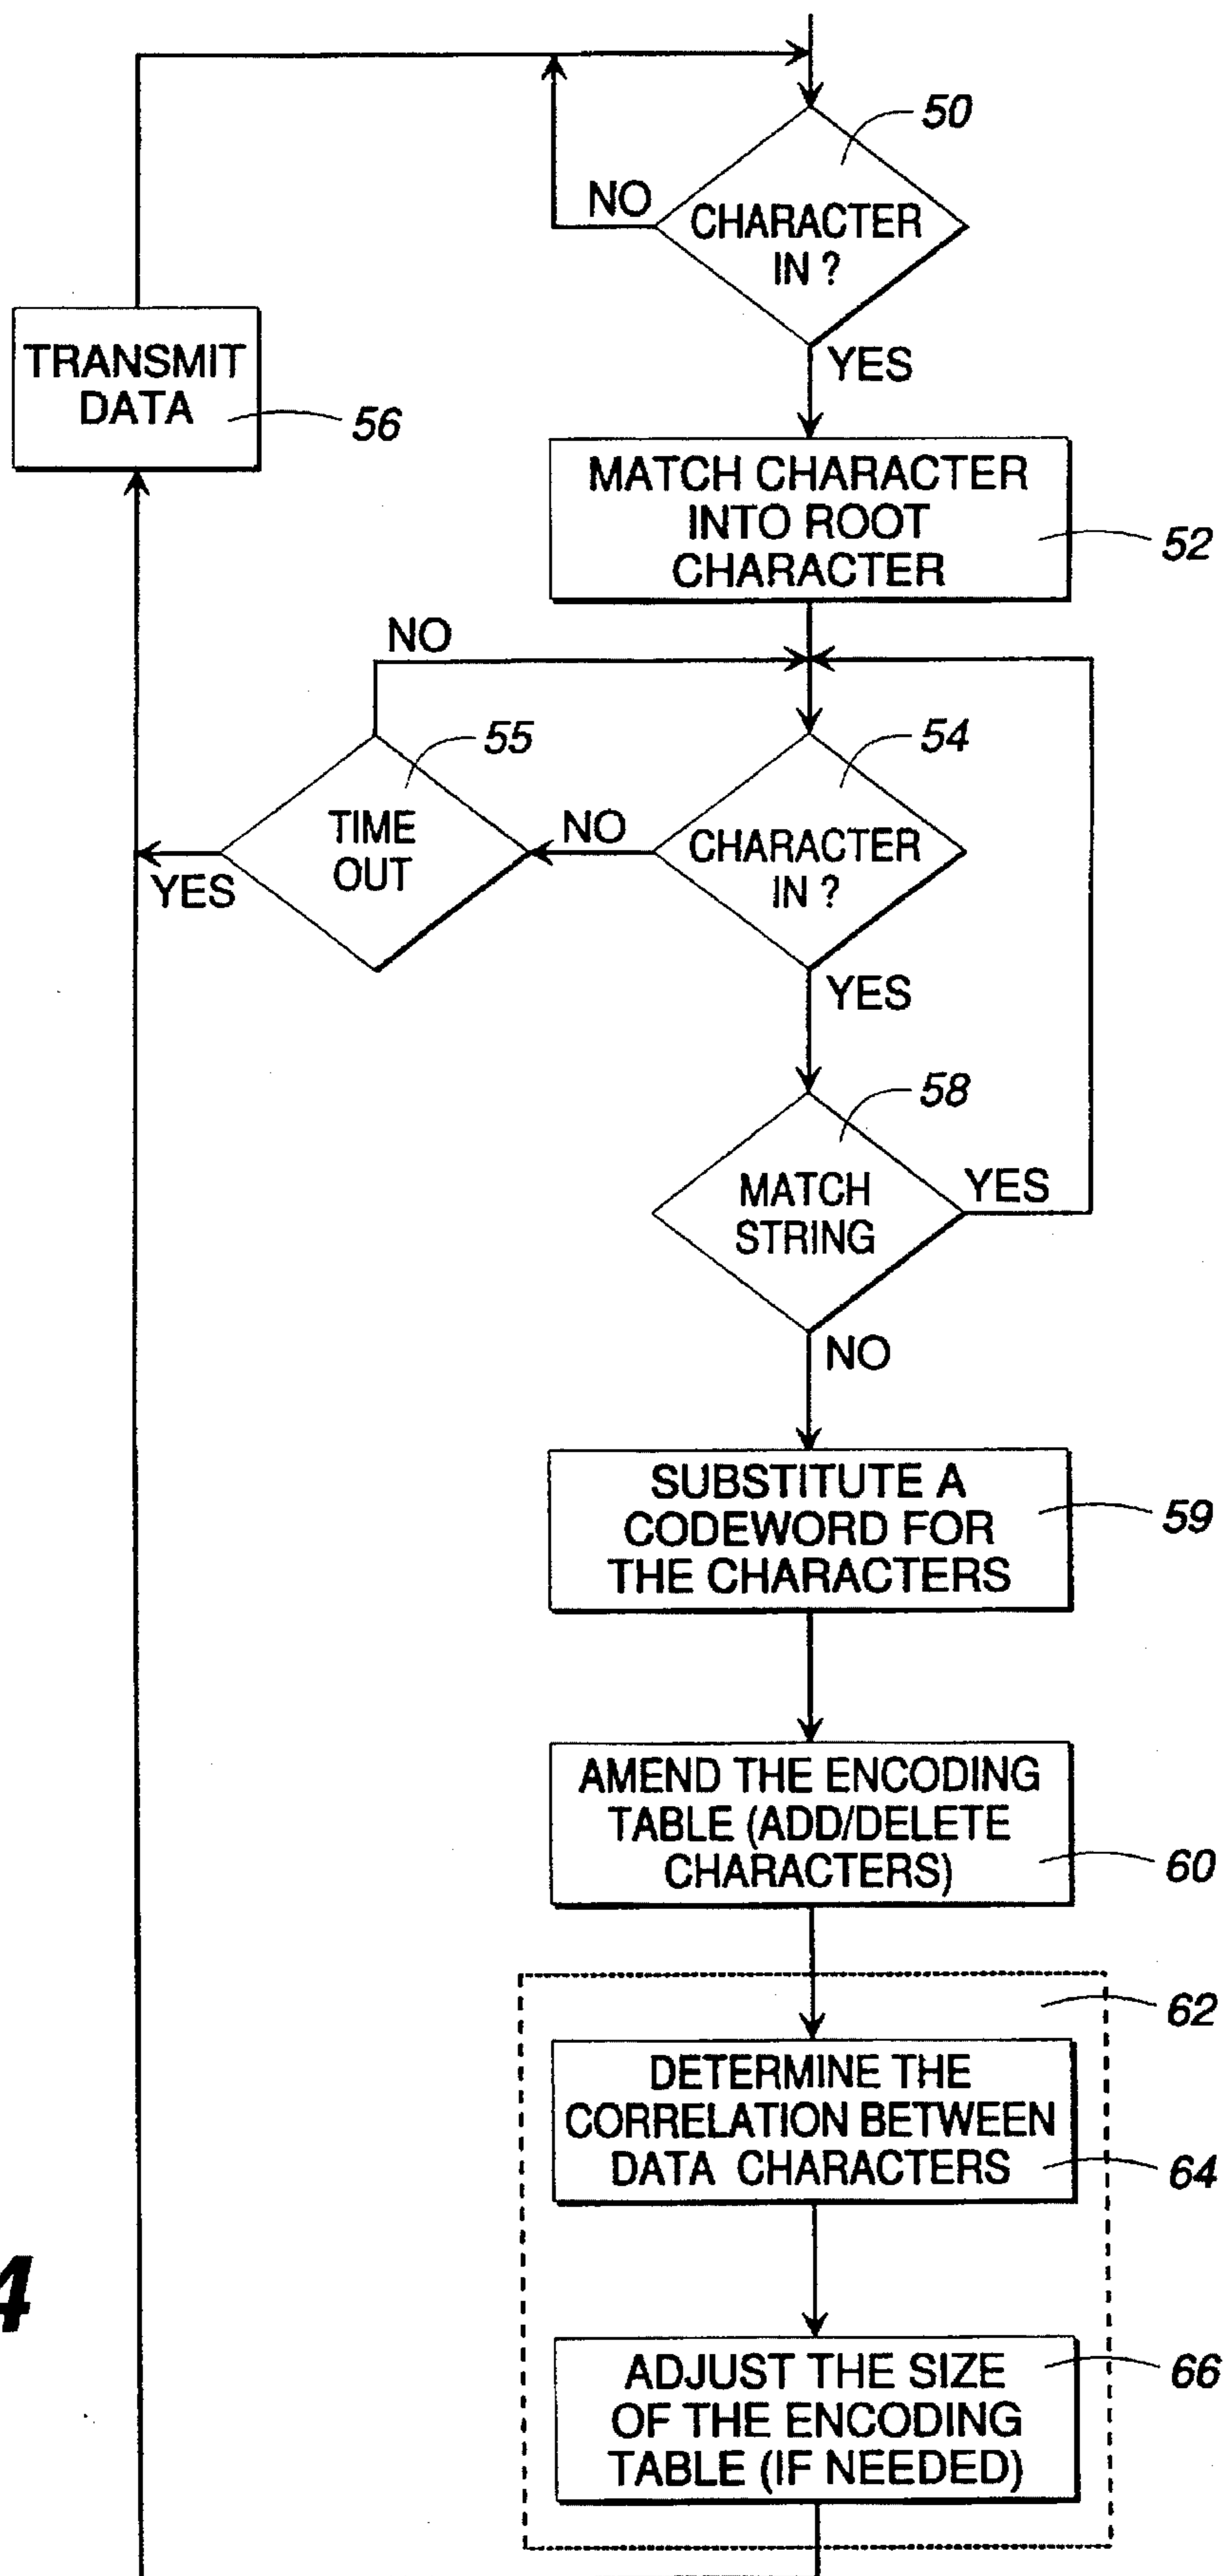 50
NO
CHARACTER
IN ?
YES
TRANSMIT
DATA
56
MATCH CHARACTER
INTO ROOT
CHARACTER
52
NO
55
54
TIME
OUT
NO
CHARACTER
IN ?
YES
YES
58
MATCH
STRING
YES
NO
SUBSTITUTE A
CODEWORD FOR
THE CHARACTERS
59
AMEND THE ENCODING
TABLE (ADD/DELETE
CHARACTERS)
60
62
DETERMINE THE
CORRELATION BETWEEN
DATA CHARACTERS
64
4
ADJUST THE SIZE
OF THE ENCODING
TABLE (IF NEEDED)
66